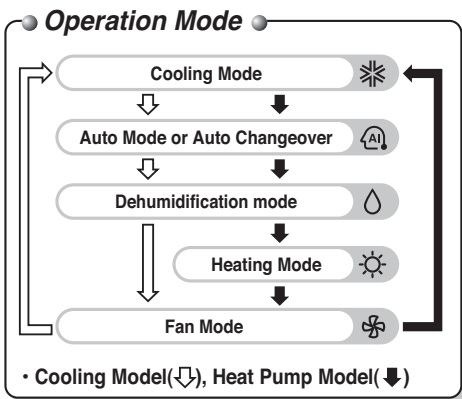 Operation Mode
Cooling Mode
Auto Mode or Auto Changeover
AI
Dehumidification mode
Heating Mode
Fan Mode
· Cooling Model(⇩), Heat Pump Model(⬇)